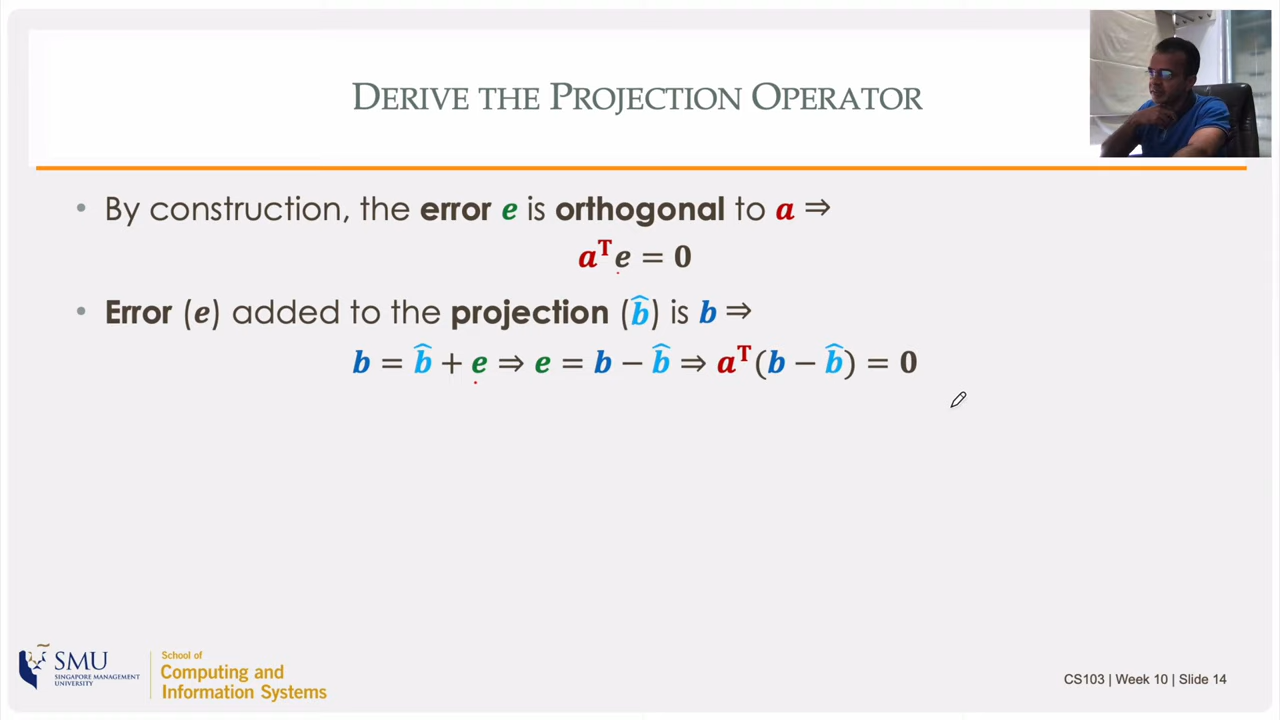 DERIVE THE PROJECTION OPERATOR
• By construction, the error e is orthogonal to a ⇒
aᵀe = 0
• Error (e) added to the projection (b̂) is b ⇒
b = b̂ + e ⇒ e = b − b̂ ⇒ aᵀ(b − b̂) = 0
SMU
SINGAPORE MANAGEMENT
UNIVERSITY
School of
Computing and
Information Systems
CS103 | Week 10 | Slide 14